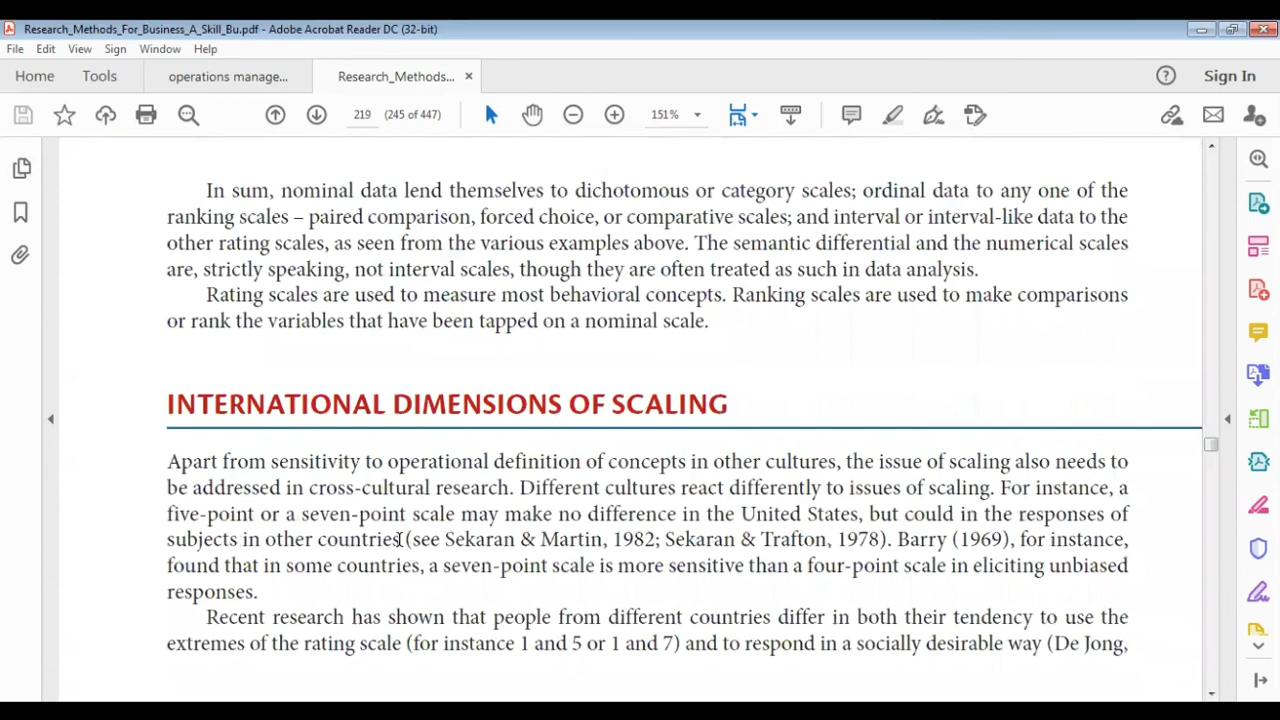 Research_Methods_For_Business_A_Skill_Bu.pdf - Adobe Acrobat Reader DC (32-bit)
File Edit View Sign Window Help
Home Tools operations manage... Research_Methods... × ? Sign In
219 (245 of 447) 151%
In sum, nominal data lend themselves to dichotomous or category scales; ordinal data to any one of the
ranking scales – paired comparison, forced choice, or comparative scales; and interval or interval-like data to the
other rating scales, as seen from the various examples above. The semantic differential and the numerical scales
are, strictly speaking, not interval scales, though they are often treated as such in data analysis.
Rating scales are used to measure most behavioral concepts. Ranking scales are used to make comparisons
or rank the variables that have been tapped on a nominal scale.
INTERNATIONAL DIMENSIONS OF SCALING
Apart from sensitivity to operational definition of concepts in other cultures, the issue of scaling also needs to
be addressed in cross-cultural research. Different cultures react differently to issues of scaling. For instance, a
five-point or a seven-point scale may make no difference in the United States, but could in the responses of
subjects in other countries (see Sekaran & Martin, 1982; Sekaran & Trafton, 1978). Barry (1969), for instance,
found that in some countries, a seven-point scale is more sensitive than a four-point scale in eliciting unbiased
responses.
Recent research has shown that people from different countries differ in both their tendency to use the
extremes of the rating scale (for instance 1 and 5 or 1 and 7) and to respond in a socially desirable way (De Jong,